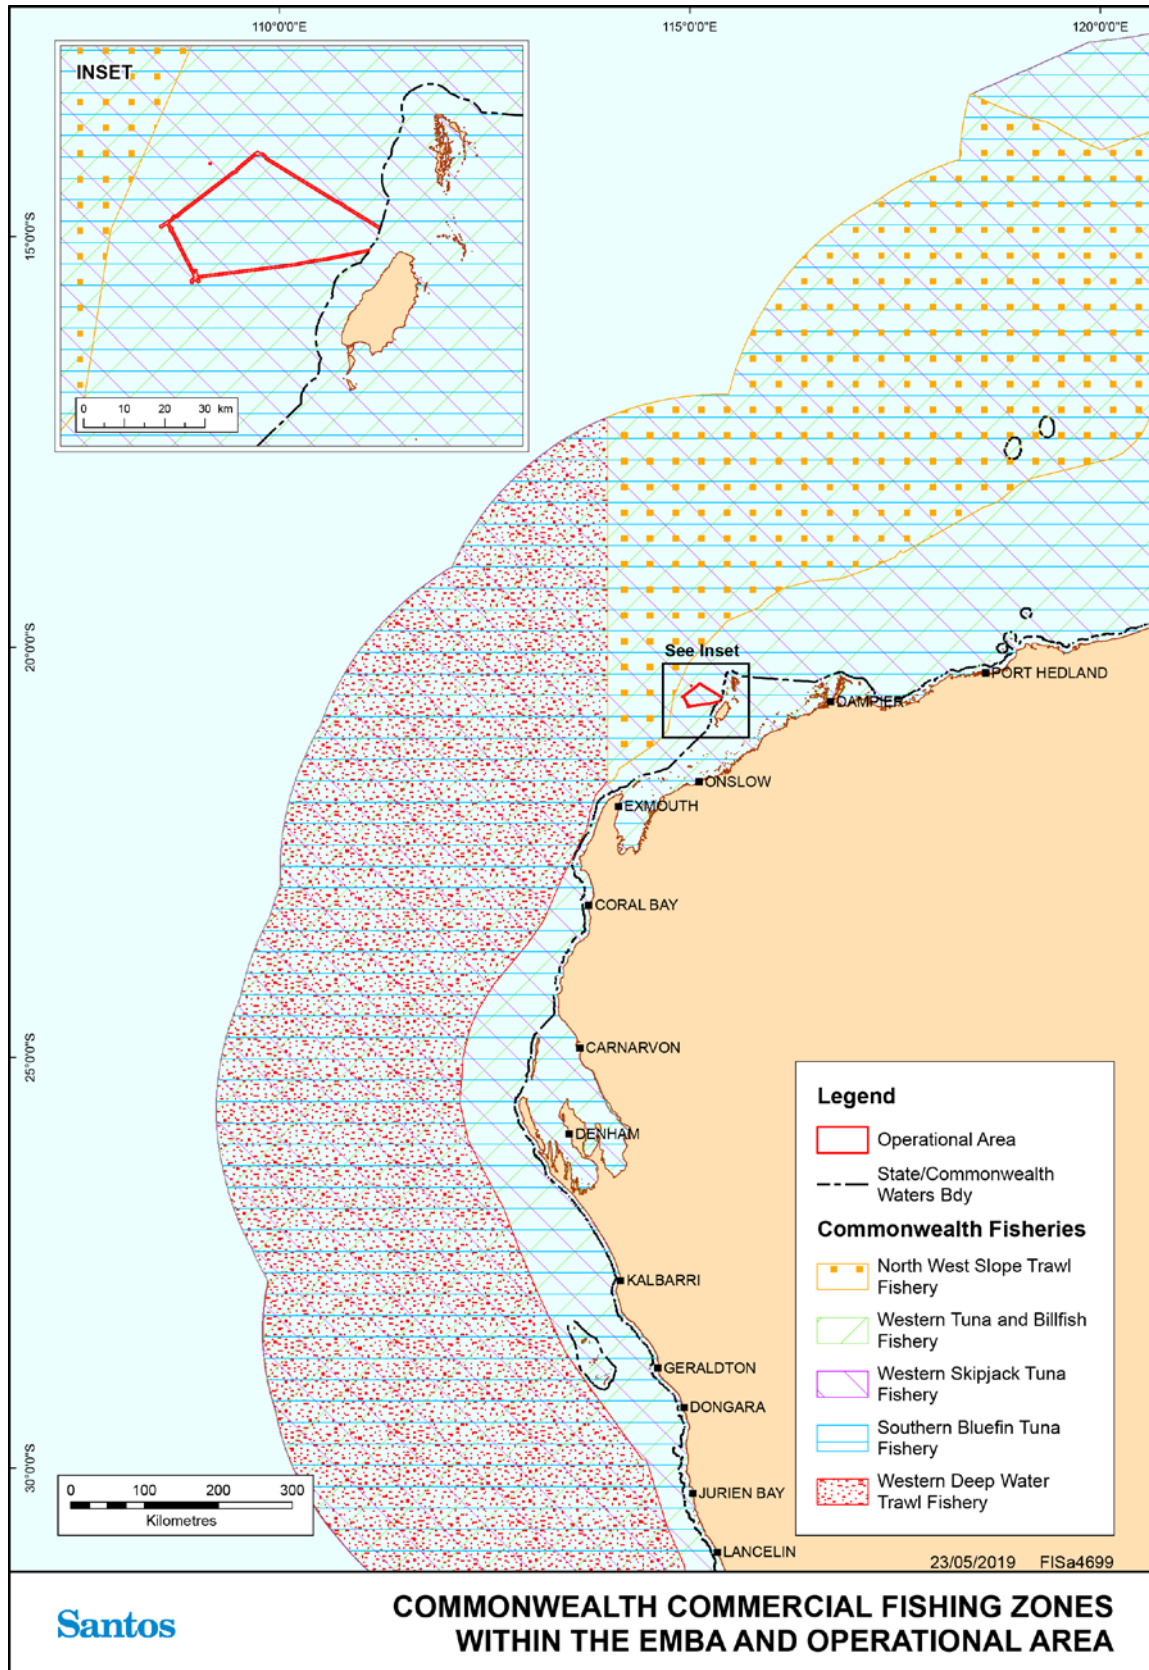 110°0'0"E
115°0'0"E
120°0'0"E
INSET
0 10 20 30 km
15°0'0"S
20°0'0"S
25°0'0"S
30°0'0"S
See Inset
PORT HEDLAND
DAMPIER
ONSLOW
EXMOUTH
CORAL BAY
CARNARVON
DENHAM
KALBARRI
GERALDTON
DONGARA
JURIEN BAY
LANCELIN
Legend
Operational Area
State/Commonwealth
Waters Bdy
Commonwealth Fisheries
North West Slope Trawl
Fishery
Western Tuna and Billfish
Fishery
Western Skipjack Tuna
Fishery
Southern Bluefin Tuna
Fishery
Western Deep Water
Trawl Fishery
0 100 200 300
Kilometres
23/05/2019 FISa4699
Santos
COMMONWEALTH COMMERCIAL FISHING ZONES
WITHIN THE EMBA AND OPERATIONAL AREA